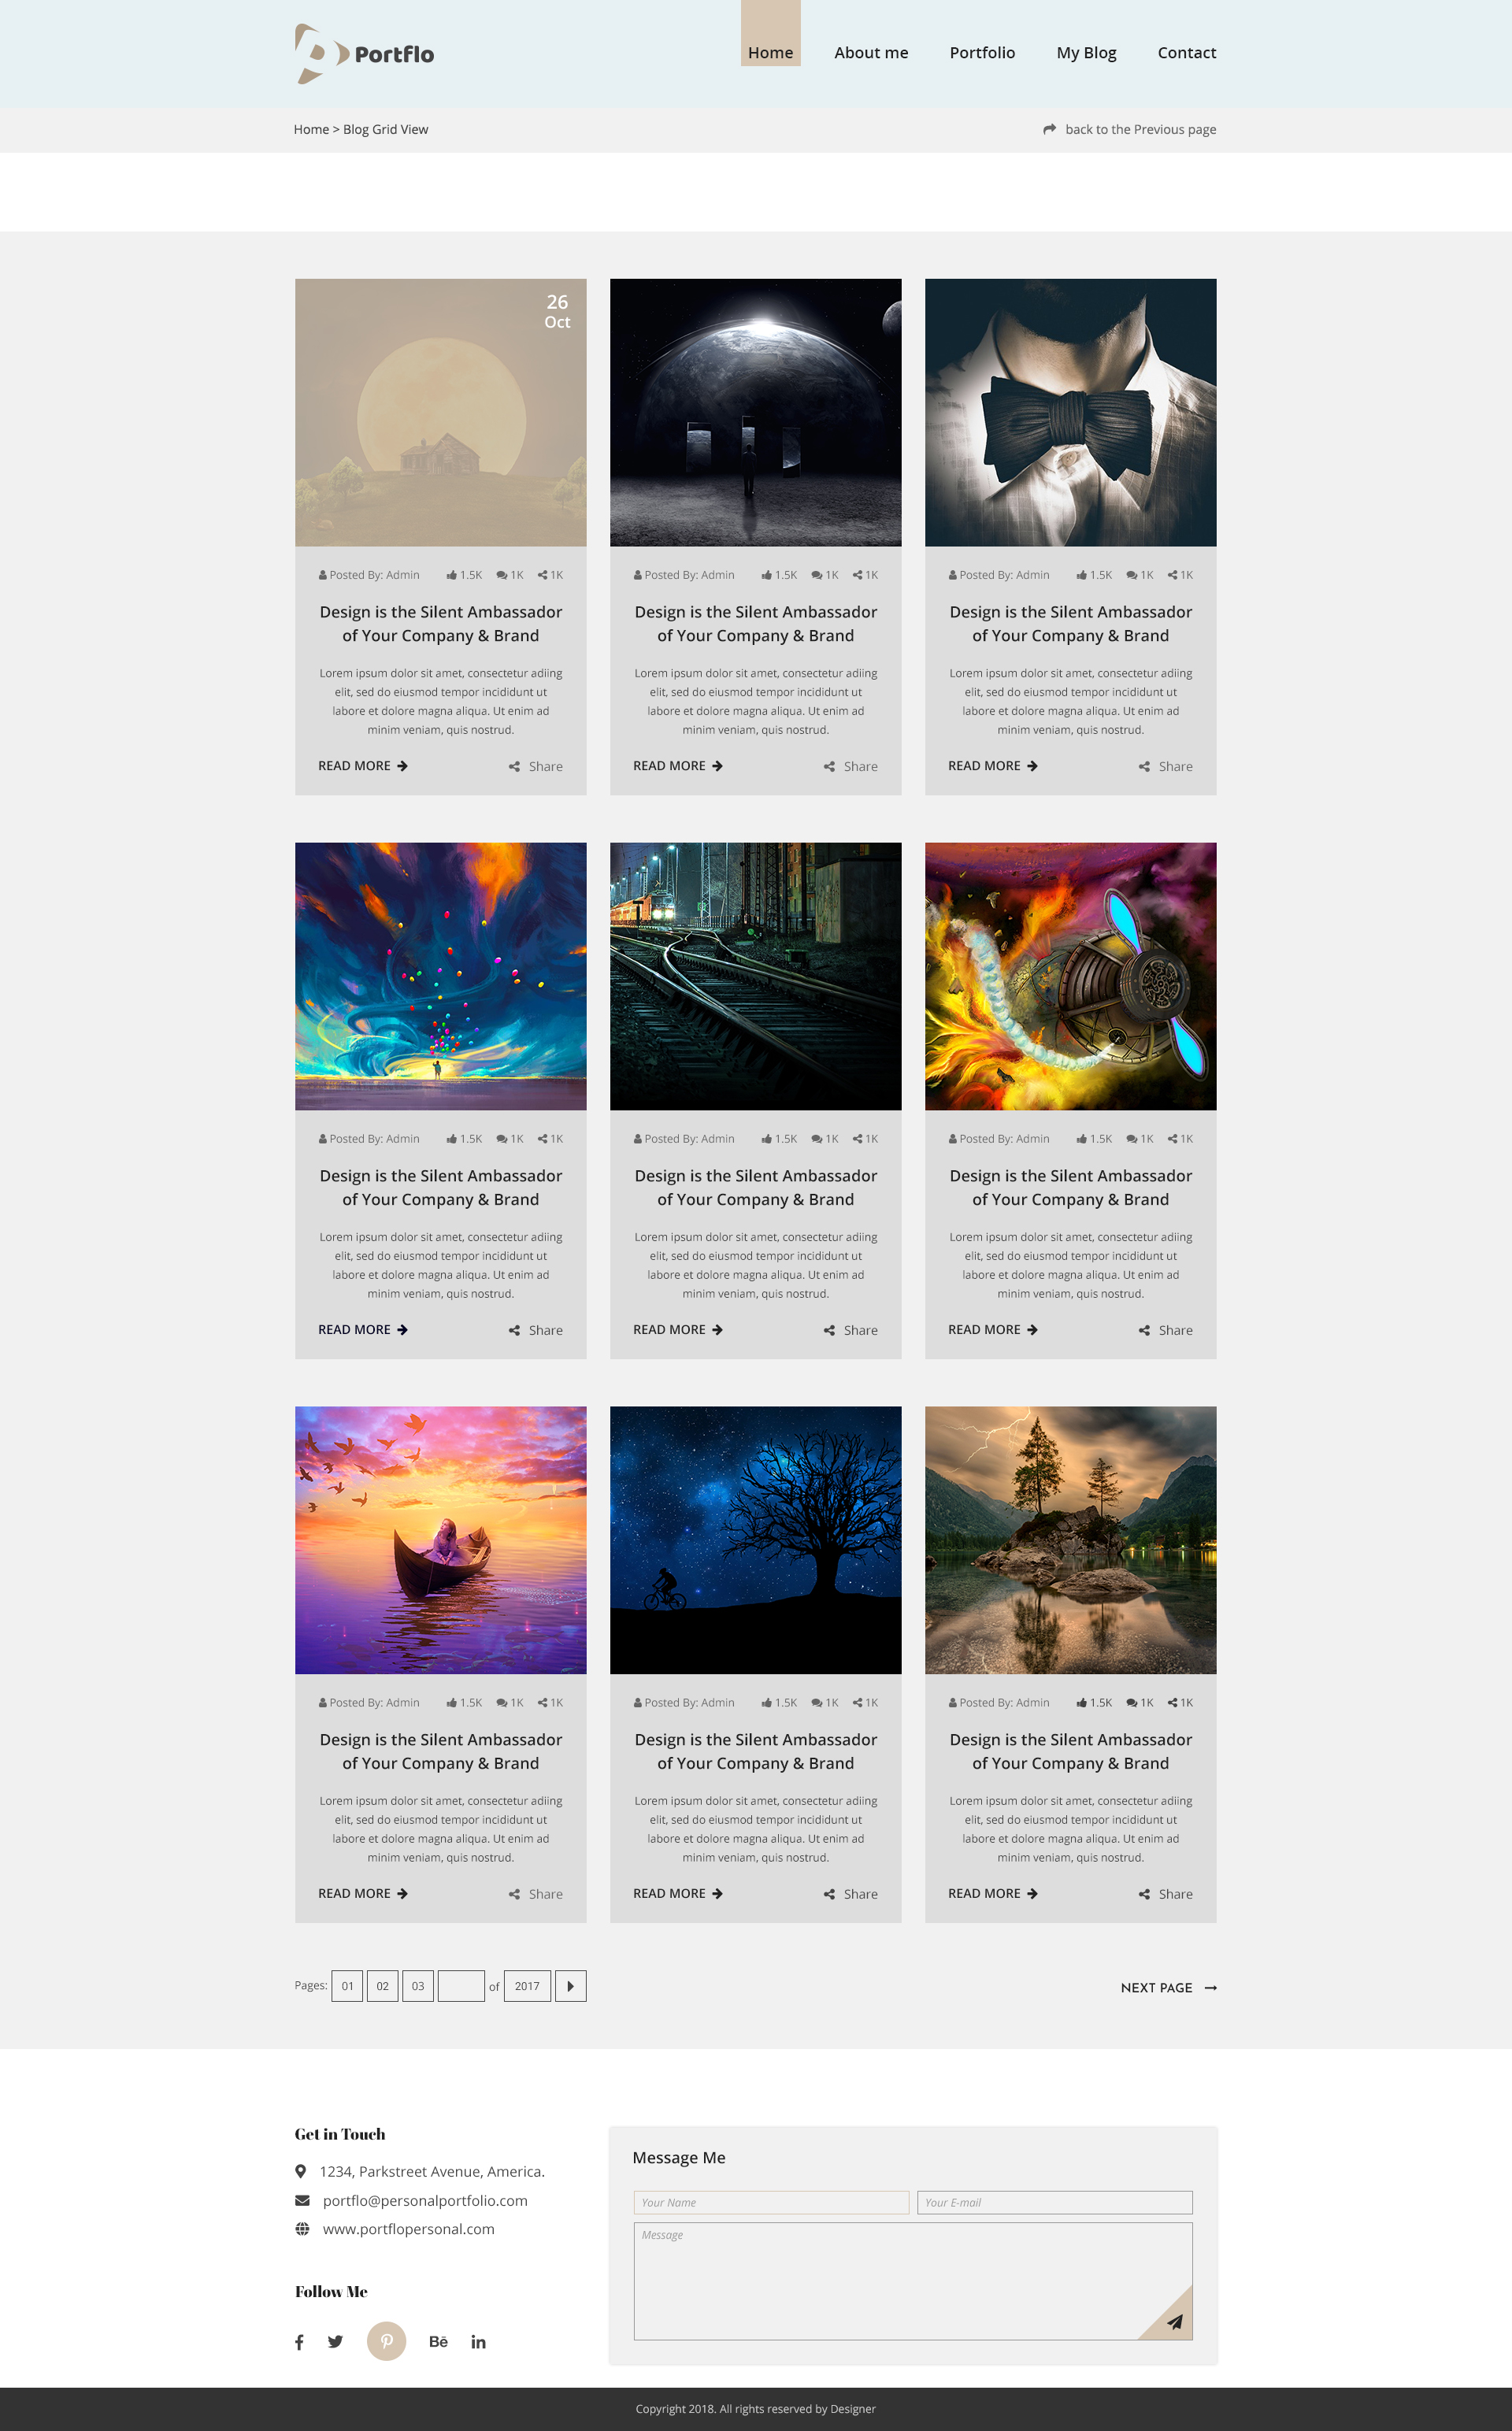 Portflo
Home About me Portfolio My Blog Contact
Home > Blog Grid View
back to the Previous page
26
Oct
Posted By: Admin 1.5K 1K 1K
Design is the Silent Ambassador
of Your Company & Brand
Lorem ipsum dolor sit amet, consectetur adiing
elit, sed do eiusmod tempor incididunt ut
labore et dolore magna aliqua. Ut enim ad
minim veniam, quis nostrud.
READ MORE Share
Posted By: Admin 1.5K 1K 1K
Design is the Silent Ambassador
of Your Company & Brand
Lorem ipsum dolor sit amet, consectetur adiing
elit, sed do eiusmod tempor incididunt ut
labore et dolore magna aliqua. Ut enim ad
minim veniam, quis nostrud.
READ MORE Share
Posted By: Admin 1.5K 1K 1K
Design is the Silent Ambassador
of Your Company & Brand
Lorem ipsum dolor sit amet, consectetur adiing
elit, sed do eiusmod tempor incididunt ut
labore et dolore magna aliqua. Ut enim ad
minim veniam, quis nostrud.
READ MORE Share
Posted By: Admin 1.5K 1K 1K
Design is the Silent Ambassador
of Your Company & Brand
Lorem ipsum dolor sit amet, consectetur adiing
elit, sed do eiusmod tempor incididunt ut
labore et dolore magna aliqua. Ut enim ad
minim veniam, quis nostrud.
READ MORE Share
Posted By: Admin 1.5K 1K 1K
Design is the Silent Ambassador
of Your Company & Brand
Lorem ipsum dolor sit amet, consectetur adiing
elit, sed do eiusmod tempor incididunt ut
labore et dolore magna aliqua. Ut enim ad
minim veniam, quis nostrud.
READ MORE Share
Posted By: Admin 1.5K 1K 1K
Design is the Silent Ambassador
of Your Company & Brand
Lorem ipsum dolor sit amet, consectetur adiing
elit, sed do eiusmod tempor incididunt ut
labore et dolore magna aliqua. Ut enim ad
minim veniam, quis nostrud.
READ MORE Share
Posted By: Admin 1.5K 1K 1K
Design is the Silent Ambassador
of Your Company & Brand
Lorem ipsum dolor sit amet, consectetur adiing
elit, sed do eiusmod tempor incididunt ut
labore et dolore magna aliqua. Ut enim ad
minim veniam, quis nostrud.
READ MORE Share
Posted By: Admin 1.5K 1K 1K
Design is the Silent Ambassador
of Your Company & Brand
Lorem ipsum dolor sit amet, consectetur adiing
elit, sed do eiusmod tempor incididunt ut
labore et dolore magna aliqua. Ut enim ad
minim veniam, quis nostrud.
READ MORE Share
Posted By: Admin 1.5K 1K 1K
Design is the Silent Ambassador
of Your Company & Brand
Lorem ipsum dolor sit amet, consectetur adiing
elit, sed do eiusmod tempor incididunt ut
labore et dolore magna aliqua. Ut enim ad
minim veniam, quis nostrud.
READ MORE Share
Pages: 01 02 03 of 2017
NEXT PAGE
Get in Touch
1234, Parkstreet Avenue, America.
portflo@personalportfolio.com
www.portflopersonal.com
Follow Me
Bē in
Message Me
Your Name
Your E-mail
Message
Copyright 2018. All rights reserved by Designer